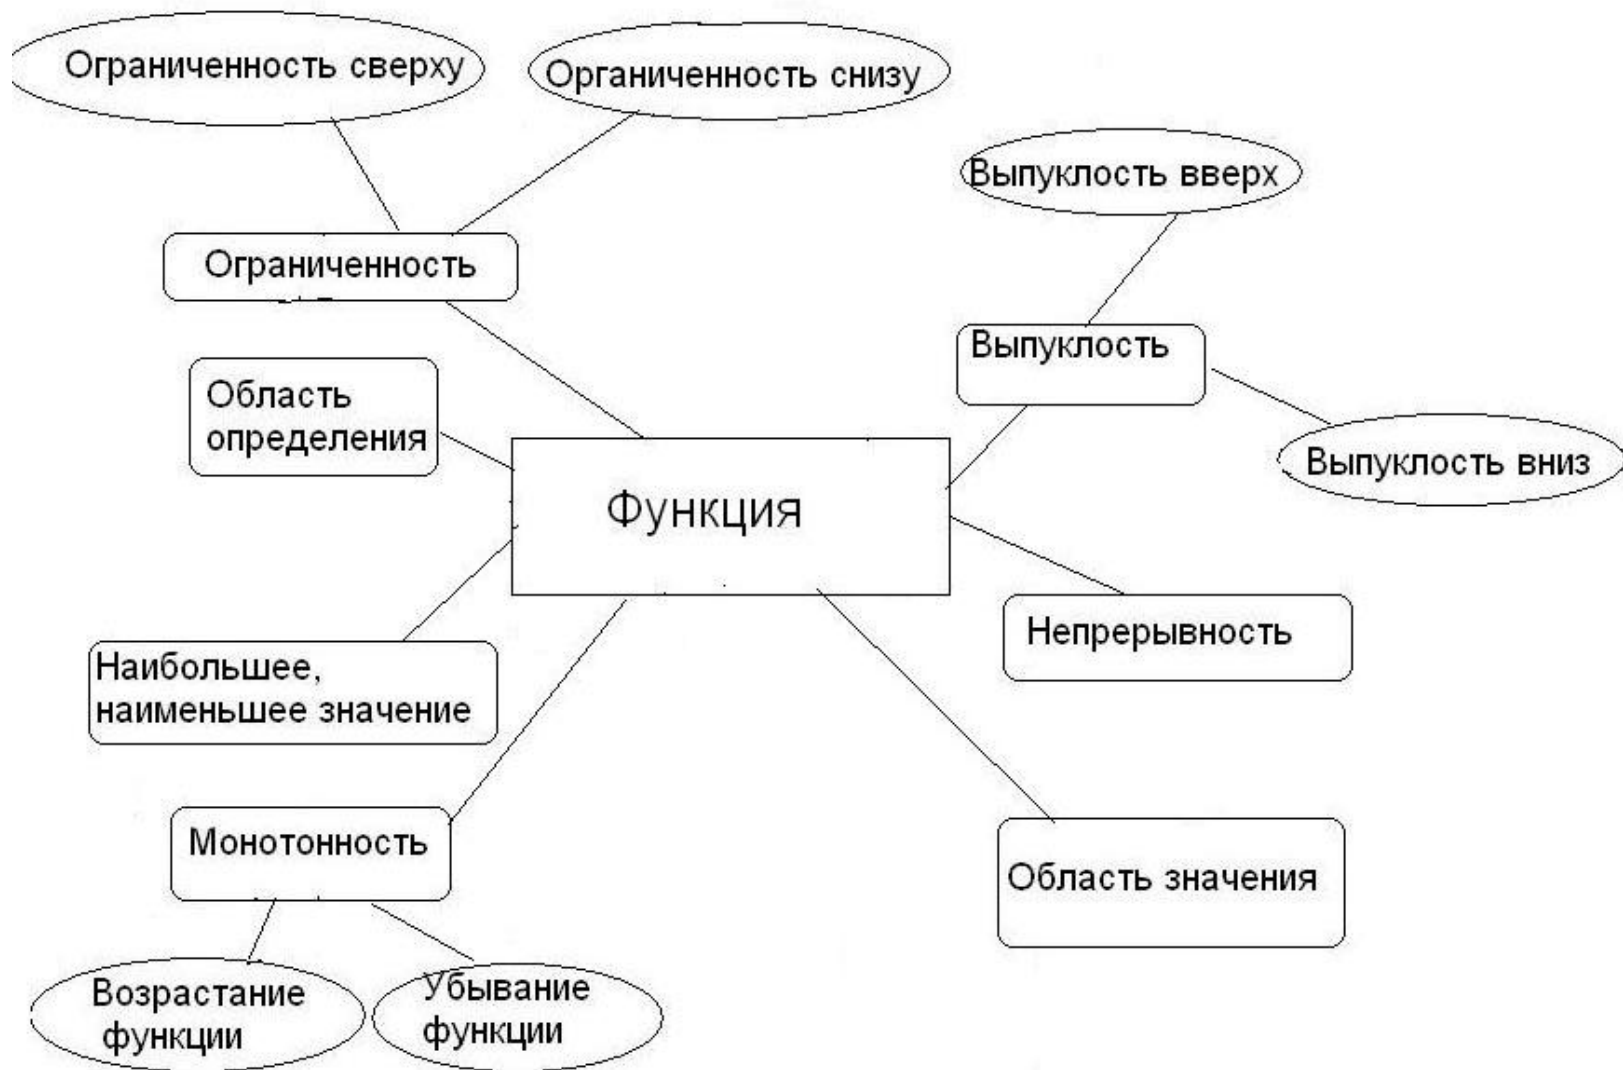 Ограниченность сверху
Органиченность снизу
Выпуклость вверх
Ограниченность
Выпуклость
Область
определения
Выпуклость вниз
Функция
Непрерывность
Наибольшее,
наименьшее значение
Монотонность
Область значения
Возрастание
функции
Убывание
функции